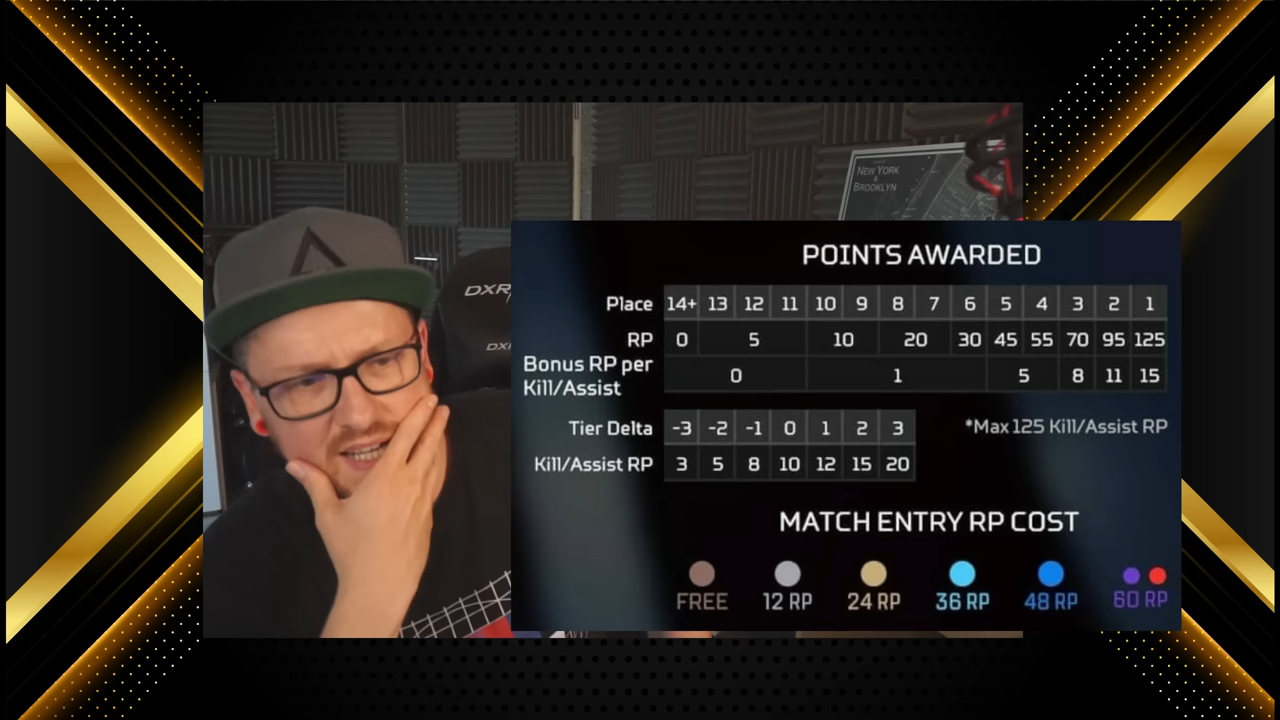 NEW YORK
&
BROOKLYN
DXR
POINTS AWARDED
Place 14+ 13 12 11 10 9 8 7 6 5 4 3 2 1
RP 0 5 10 20 30 45 55 70 95 125
Bonus RP per
Kill/Assist 0 1 5 8 11 15
Tier Delta -3 -2 -1 0 1 2 3 *Max 125 Kill/Assist RP
Kill/Assist RP 3 5 8 10 12 15 20
MATCH ENTRY RP COST
FREE 12 RP 24 RP 36 RP 48 RP 60 RP